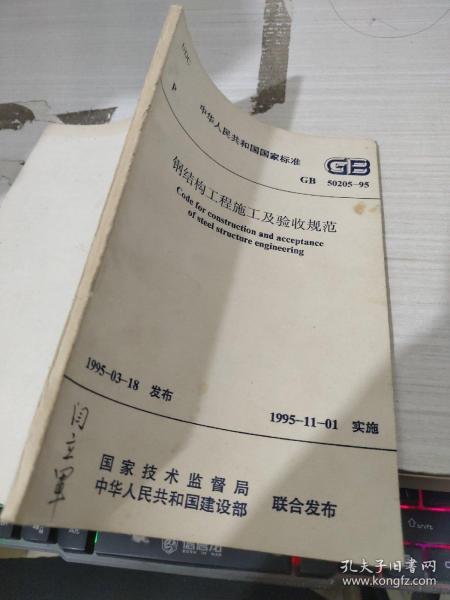 UDC
P
中华人民共和国国家标准
GB
GB 50205-95
钢结构工程施工及验收规范
Code for construction and acceptance
of steel structure engineering
1995-03-18 发布
1995-11-01 实施
国家技术监督局
中华人民共和国建设部
联合发布
孔夫子旧书网
www.kongfz.com